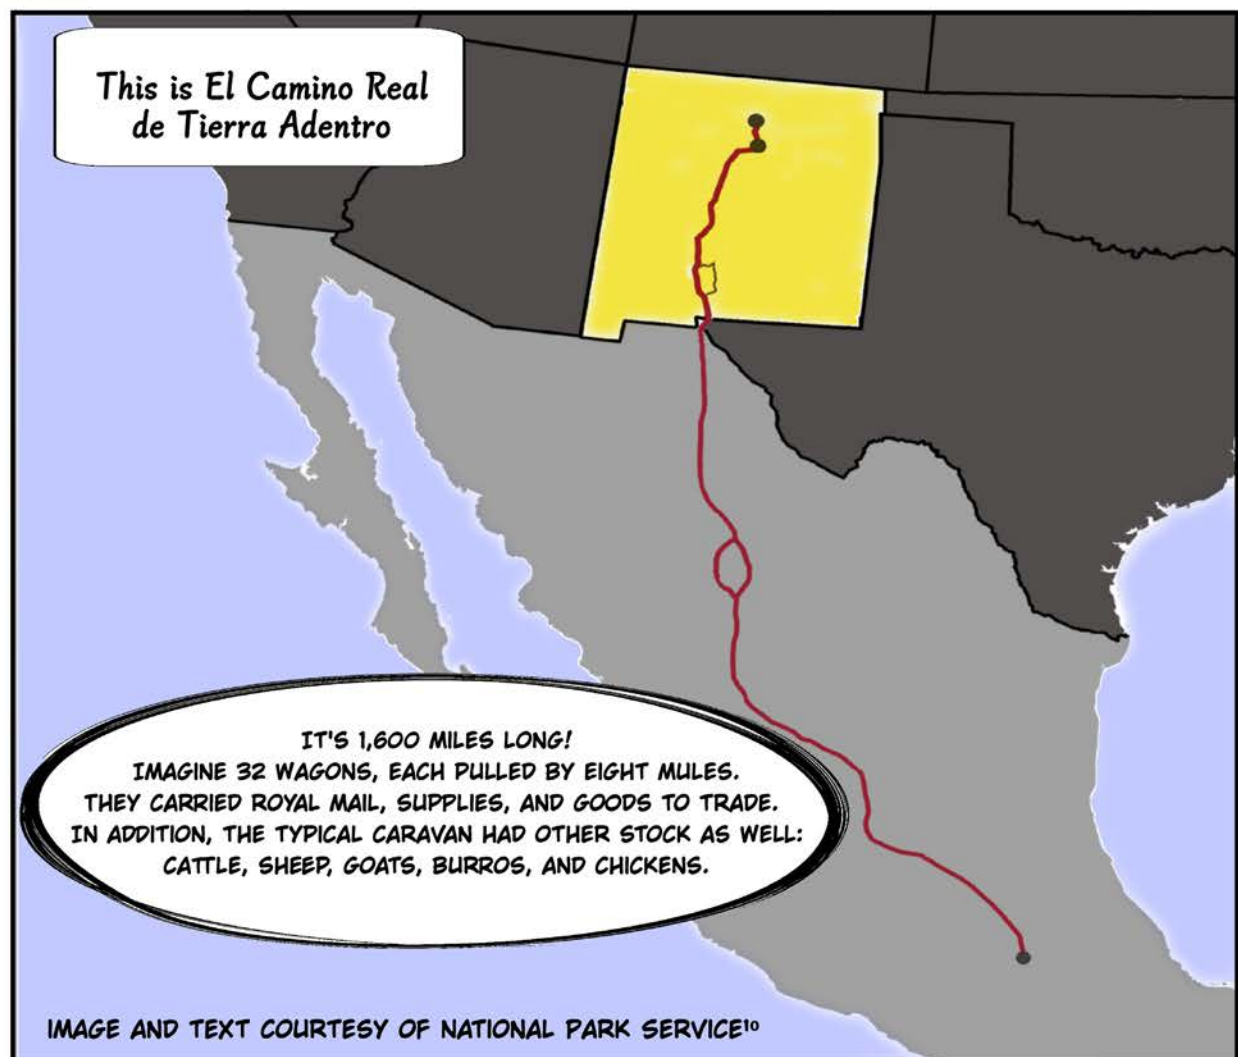 This is El Camino Real
de Tierra Adentro
IT'S 1,600 MILES LONG!
IMAGINE 32 WAGONS, EACH PULLED BY EIGHT MULES.
THEY CARRIED ROYAL MAIL, SUPPLIES, AND GOODS TO TRADE.
IN ADDITION, THE TYPICAL CARAVAN HAD OTHER STOCK AS WELL:
CATTLE, SHEEP, GOATS, BURROS, AND CHICKENS.
IMAGE AND TEXT COURTESY OF NATIONAL PARK SERVICE¹⁰